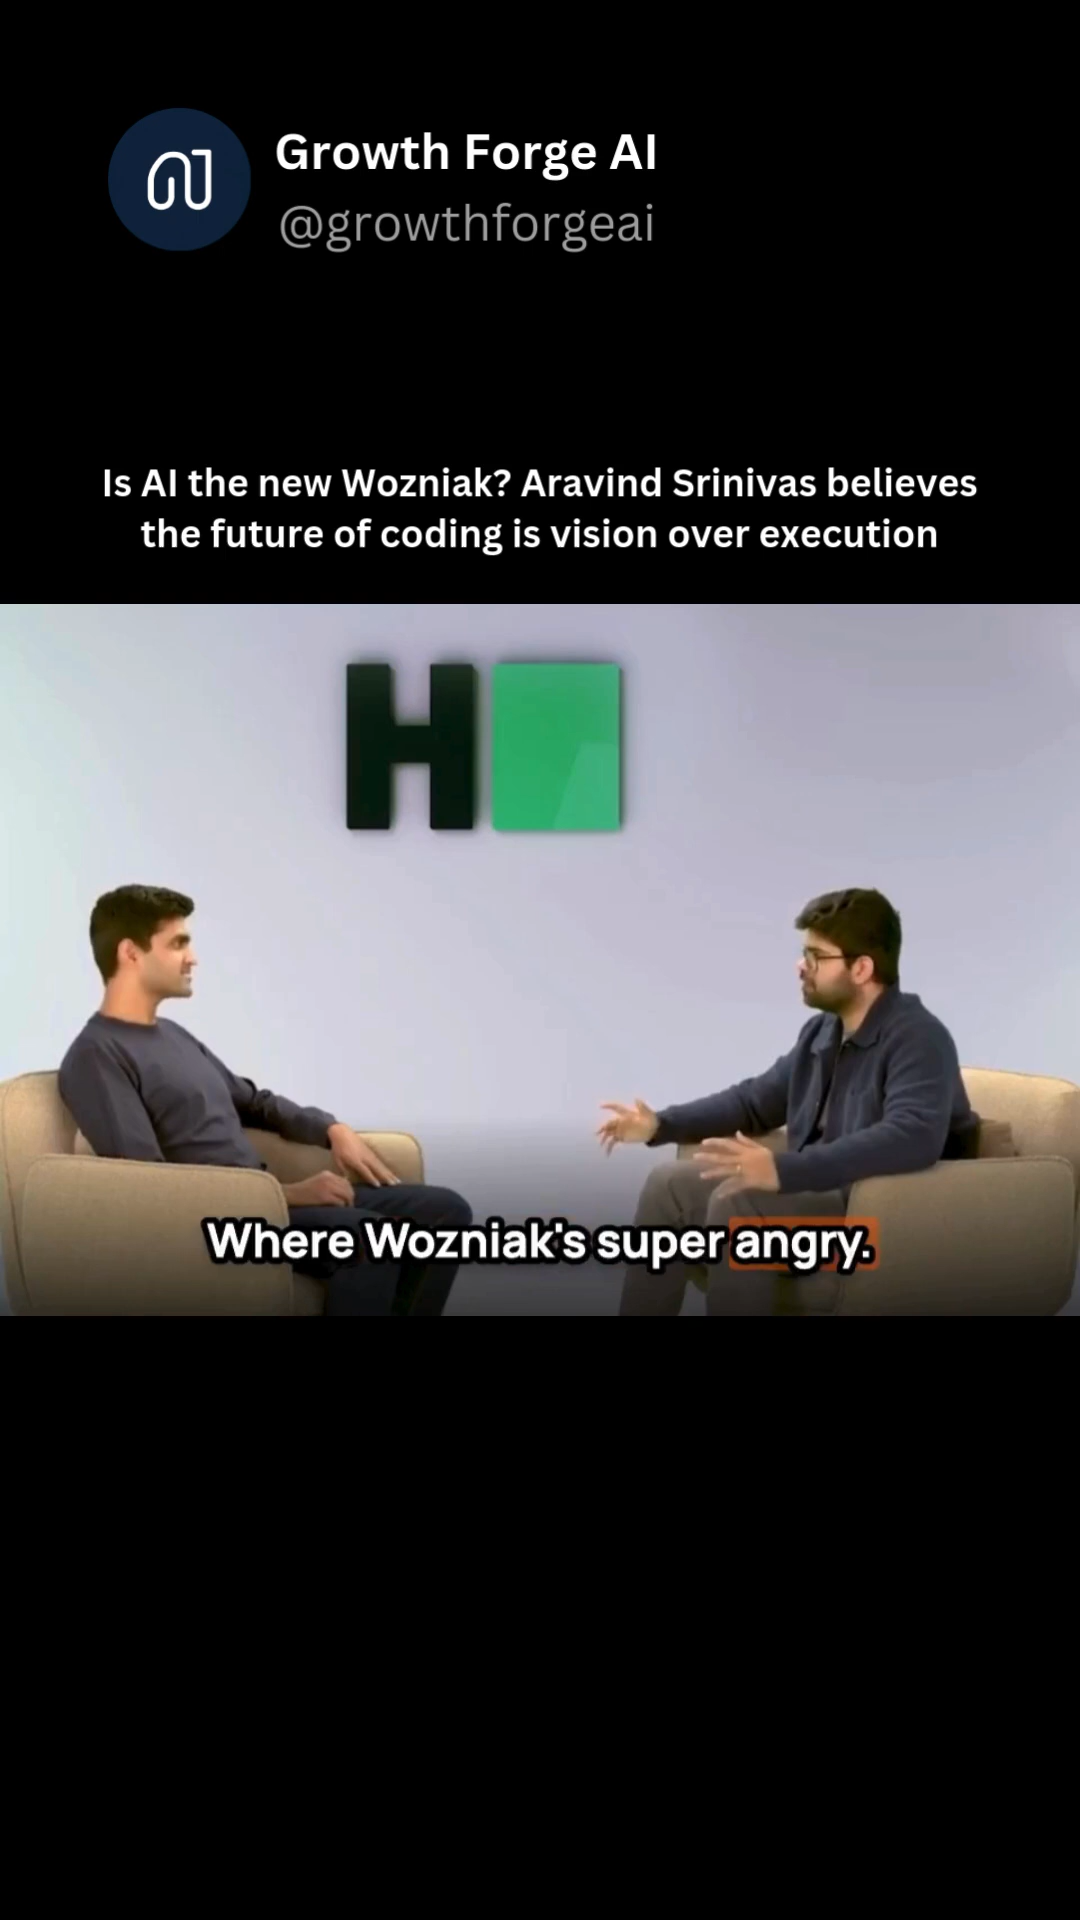 Growth Forge AI
@growthforgeai
Is AI the new Wozniak? Aravind Srinivas believes
the future of coding is vision over execution
H
Where Wozniak's super angry.